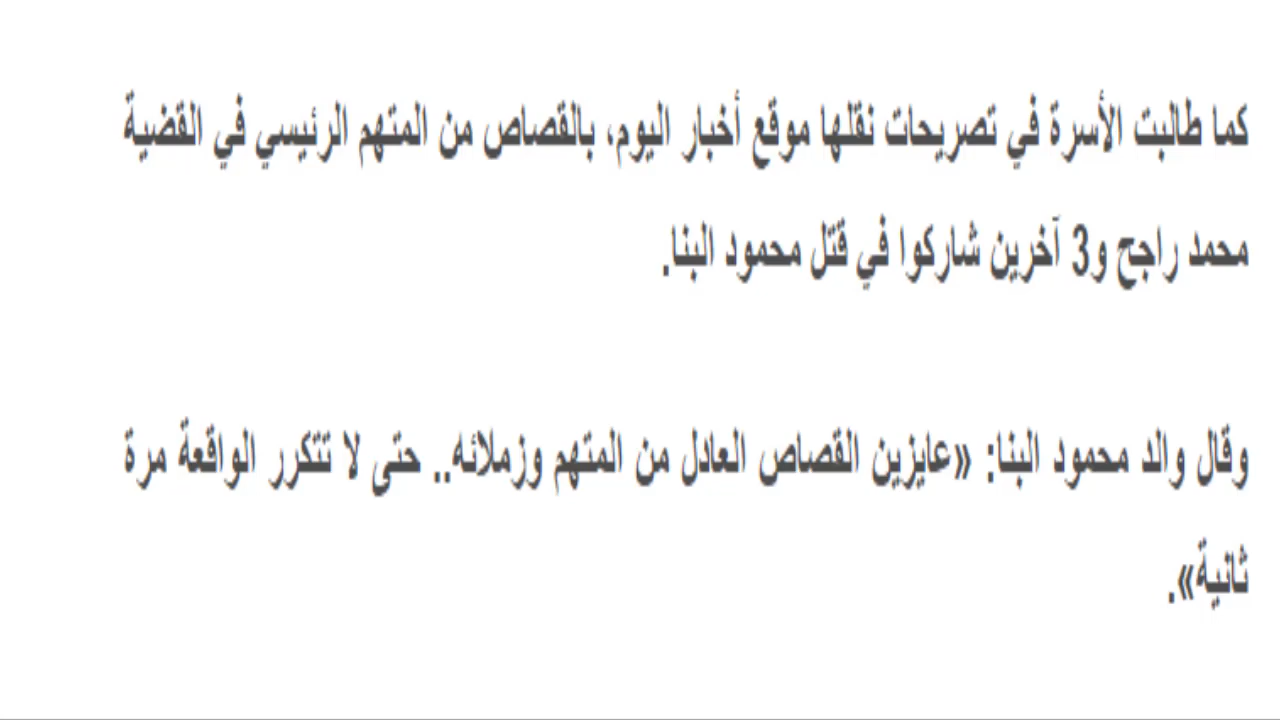 كما طالبت الأسرة في تصريحات نقلها موقع أخبار اليوم، بالقصاص من المتهم الرئيسي في القضية
محمد راجح و3 آخرين شاركوا في قتل محمود البنا.
وقال والد محمود البنا: «عايزين القصاص العادل من المتهم وزملائه.. حتى لا تتكرر الواقعة مرة
ثانية».